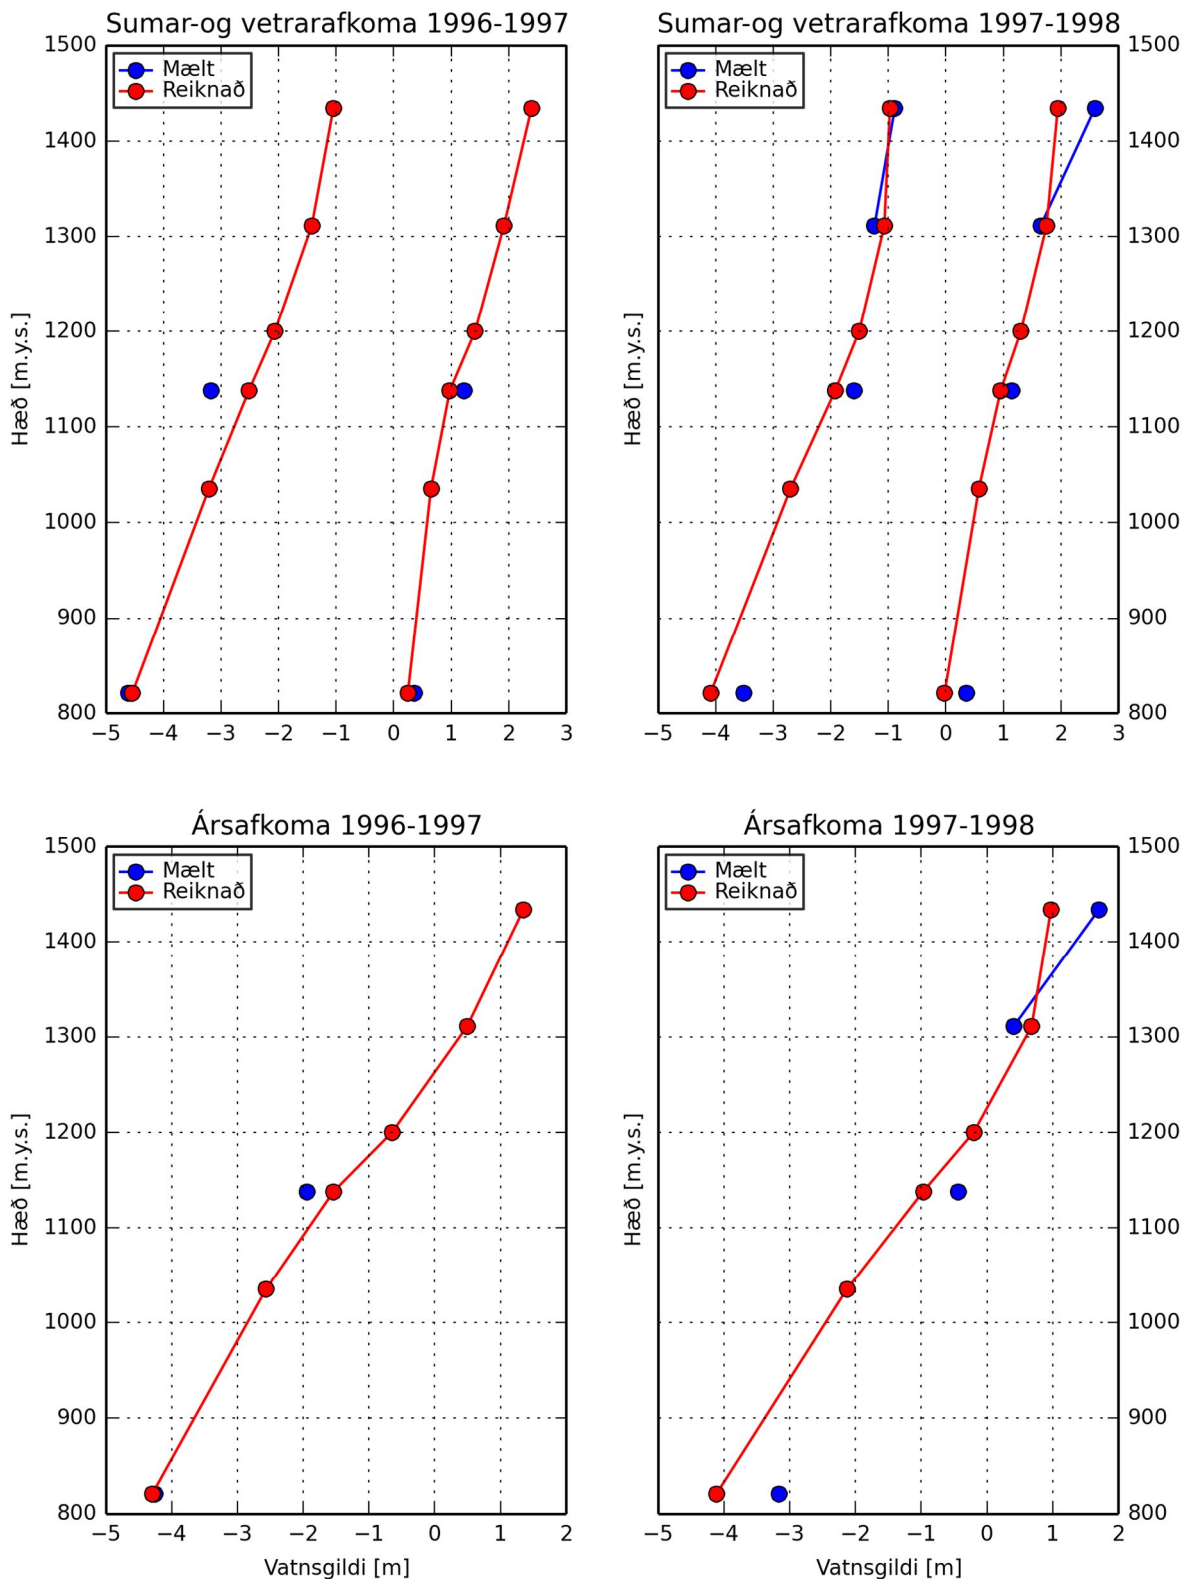 Sumar-og vetrarafkoma 1996-1997
Mælt
Reiknað
1500
1400
1300
1200
1100
1000
900
800
Hæð [m.y.s.]
−5 −4 −3 −2 −1 0 1 2 3
Sumar-og vetrarafkoma 1997-1998
Mælt
Reiknað
Hæð [m.y.s.]
1500
1400
1300
1200
1100
1000
900
800
−5 −4 −3 −2 −1 0 1 2 3
Ársafkoma 1996-1997
Mælt
Reiknað
1500
1400
1300
1200
1100
1000
900
800
Hæð [m.y.s.]
−5 −4 −3 −2 −1 0 1 2
Vatnsgildi [m]
Ársafkoma 1997-1998
Mælt
Reiknað
Hæð [m.y.s.]
1500
1400
1300
1200
1100
1000
900
800
−5 −4 −3 −2 −1 0 1 2
Vatnsgildi [m]